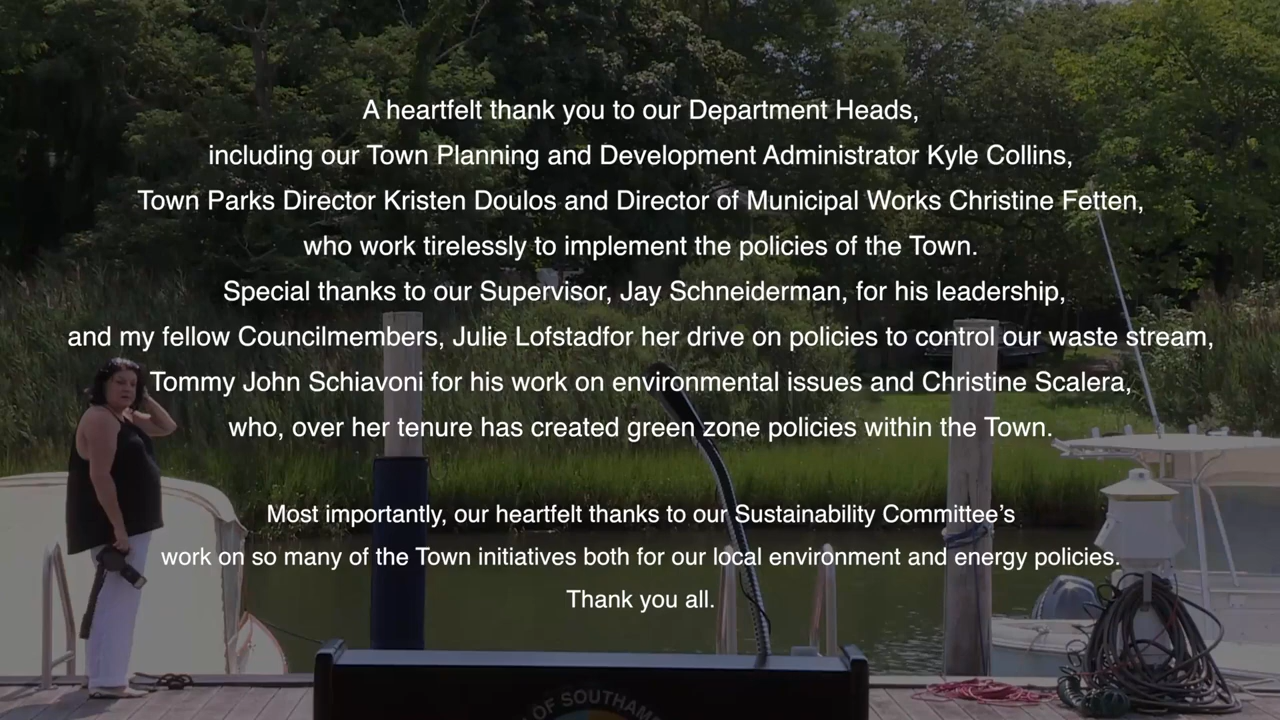 A heartfelt thank you to our Department Heads,
including our Town Planning and Development Administrator Kyle Collins,
Town Parks Director Kristen Doulos and Director of Municipal Works Christine Fetten,
who work tirelessly to implement the policies of the Town.
Special thanks to our Supervisor, Jay Schneiderman, for his leadership,
and my fellow Councilmembers, Julie Lofstadfor her drive on policies to control our waste stream,
Tommy John Schiavoni for his work on environmental issues and Christine Scalera,
who, over her tenure has created green zone policies within the Town.
Most importantly, our heartfelt thanks to our Sustainability Committee’s
work on so many of the Town initiatives both for our local environment and energy policies.
Thank you all.
OF SOUTHAM